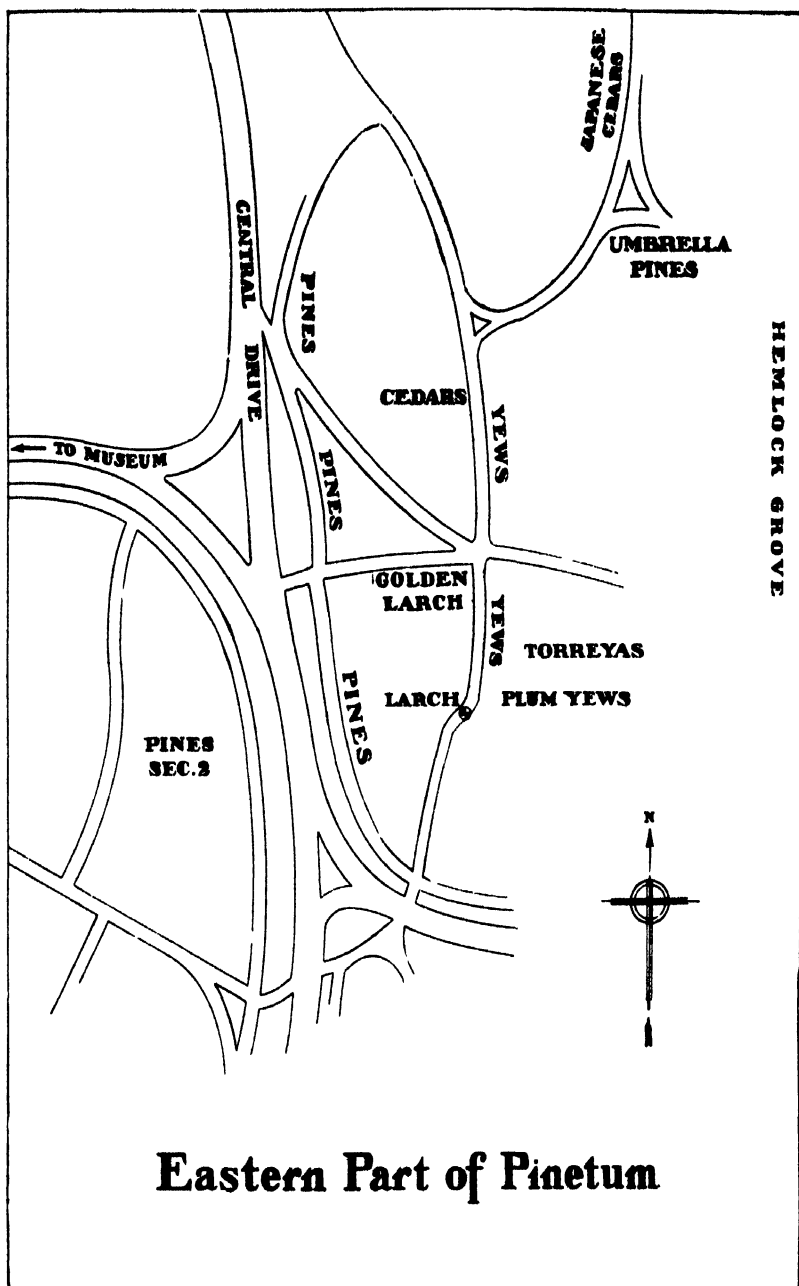 JAPANESE
CEDARS
UMBRELLA
PINES
CENTRAL
DRIVE
PINES
HEMLOCK GROVE
CEDARS
YEWS
TO MUSEUM
PINES
GOLDEN
LARCH
YEWS
TORREYAS
LARCH
PLUM YEWS
PINES
PINES
SEC.2
N
Eastern Part of Pinetum